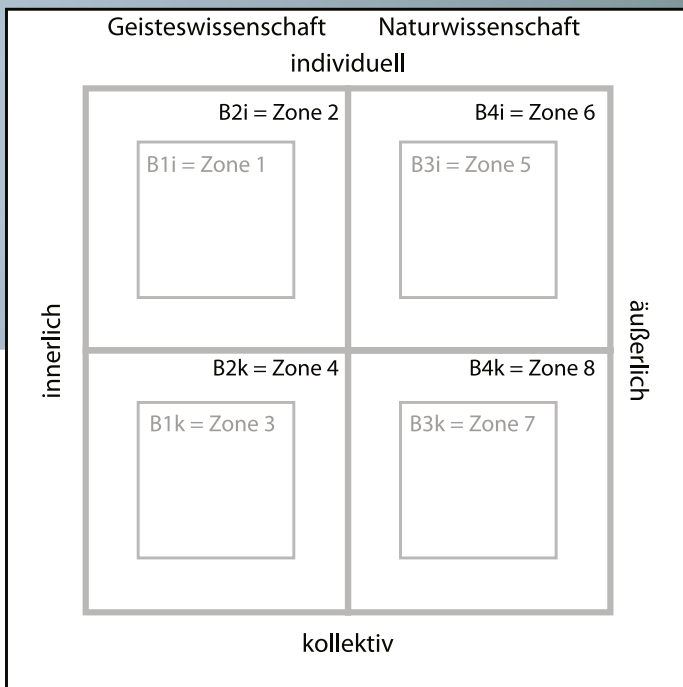 Geisteswissenschaft Naturwissenschaft
individuell
B2i = Zone 2
B4i = Zone 6
B1i = Zone 1
B3i = Zone 5
innerlich
äußerlich
B2k = Zone 4
B4k = Zone 8
B1k = Zone 3
B3k = Zone 7
kollektiv